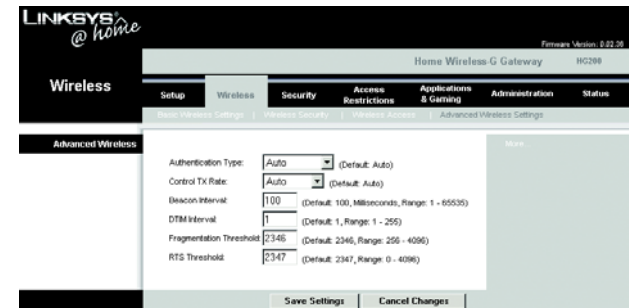 LINKSYS
@ home
Firmware Version: 0.02.36
Home Wireless-G Gateway HG200
Wireless
Setup Wireless Security Access Restrictions Applications & Gaming Administration Status
Basic Wireless Settings | Wireless Security | Wireless Access | Advanced Wireless Settings
Advanced Wireless
More...
Authentication Type: Auto (Default: Auto)
Control TX Rate: Auto (Default: Auto)
Beacon Interval: 100 (Default: 100, Milliseconds, Range: 1 - 65535)
DTIM Interval: 1 (Default: 1, Range: 1 - 255)
Fragmentation Threshold: 2346 (Default: 2346, Range: 256 - 4096)
RTS Threshold: 2347 (Default: 2347, Range: 0 - 4096)
Save Settings Cancel Changes